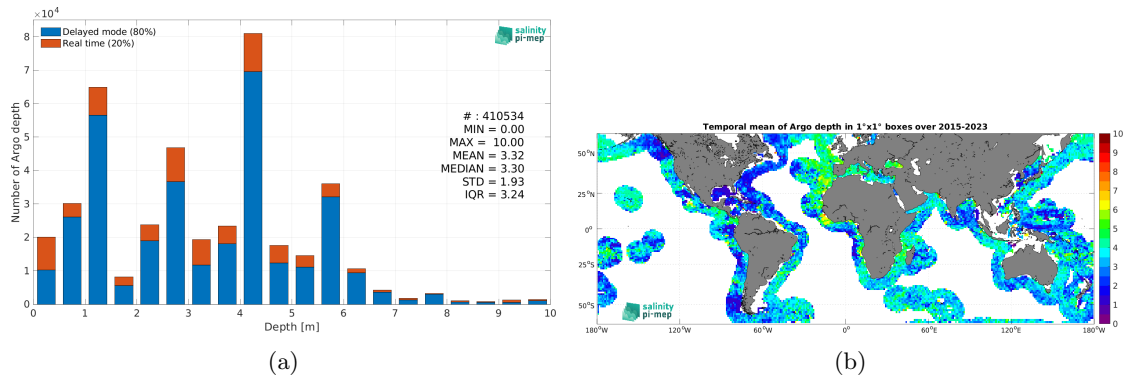 ×10⁴
Delayed mode (80%)
Real time (20%)
salinity
pi-mep
8
7
6
5
4
3
2
1
0
Number of Argo depth
# : 410534
MIN = 0.00
MAX = 10.00
MEAN = 3.32
MEDIAN = 3.30
STD = 1.93
IQR = 3.24
0 1 2 3 4 5 6 7 8 9 10
Depth [m]
(a)
Temporal mean of Argo depth in 1°x1° boxes over 2015-2023
50°N
25°N
0°
25°S
50°S
salinity
pi-mep
180°W 120°W 60°W 0° 60°E 120°E 180°W
10
9
8
7
6
5
4
3
2
1
0
(b)